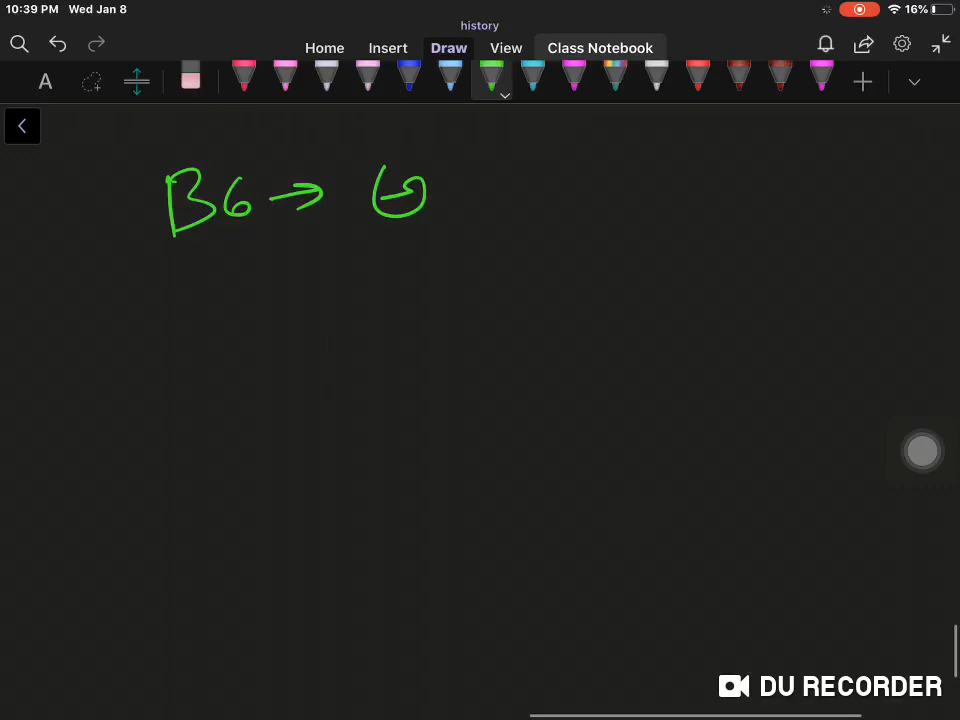 10:39 PM Wed Jan 8 16%
history
Home Insert Draw View Class Notebook
A
B6 →
DU RECORDER